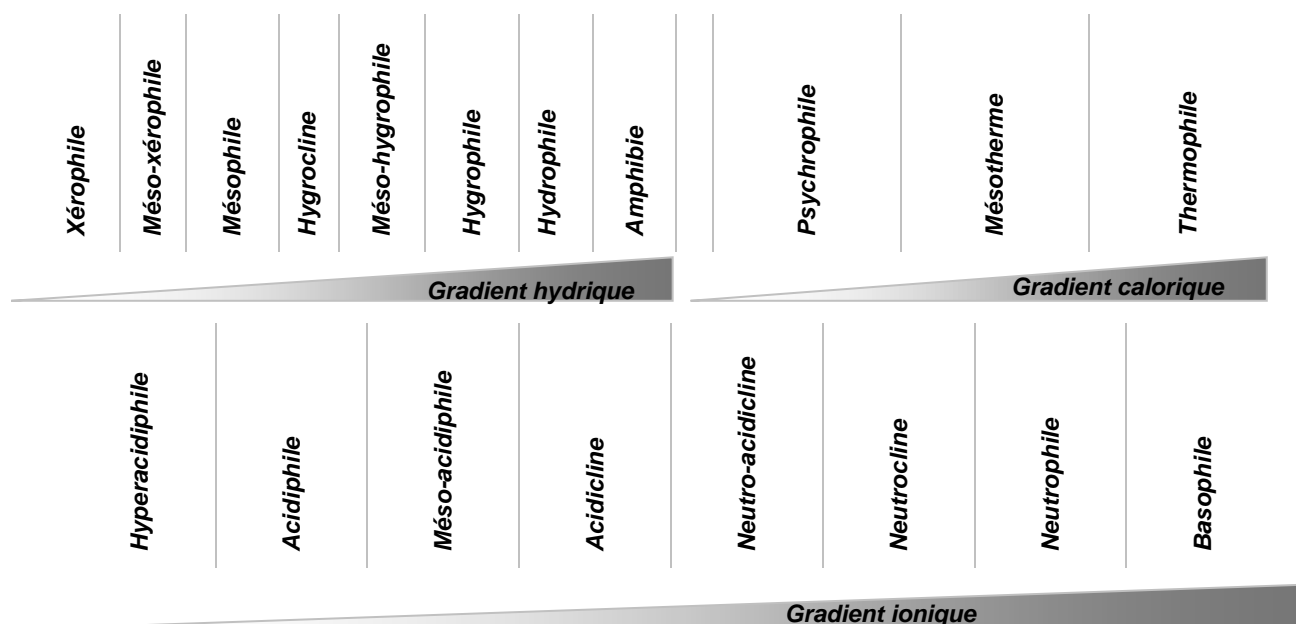 Xérophile
Méso-xérophile
Mésophile
Hygrocline
Méso-hygrophile
Hygrophile
Hydrophile
Amphibie
Psychrophile
Mésotherme
Thermophile
Gradient hydrique
Gradient calorique
Hyperacidiphile
Acidiphile
Méso-acidiphile
Acidicline
Neutro-acidicline
Neutrocline
Neutrophile
Basophile
Gradient ionique